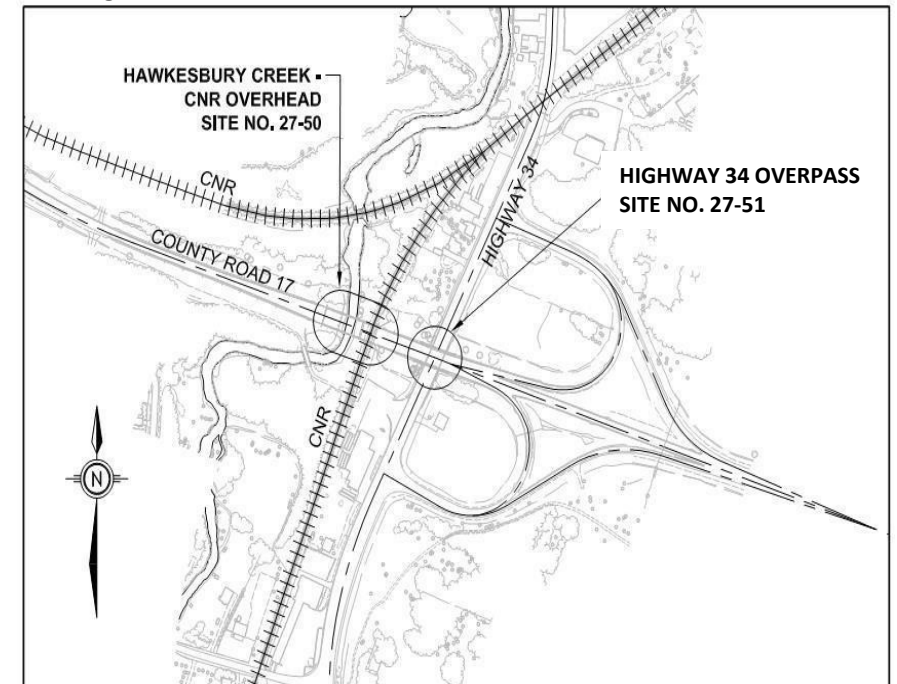 HAWKESBURY CREEK -
CNR OVERHEAD
SITE NO. 27-50
CNR
HIGHWAY 34
HIGHWAY 34 OVERPASS
SITE NO. 27-51
COUNTY ROAD 17
CNR
N